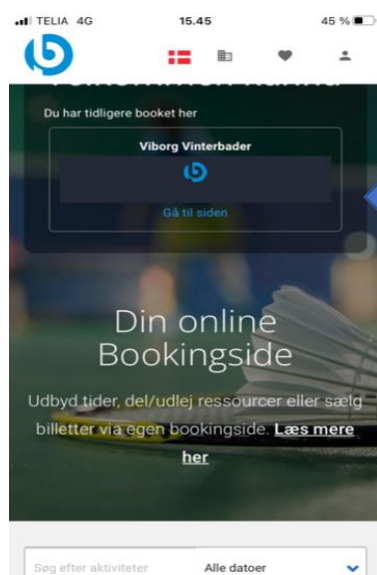 TELIA 4G 15.45 45 %
Du har tidligere booket her
Viborg Vinterbader
Gå til siden
Din online
Bookingside
Udbyd tider, del/udlej ressourcer eller sælg
billetter via egen bookingside. Læs mere
her
Søg efter aktiviteter Alle datoer